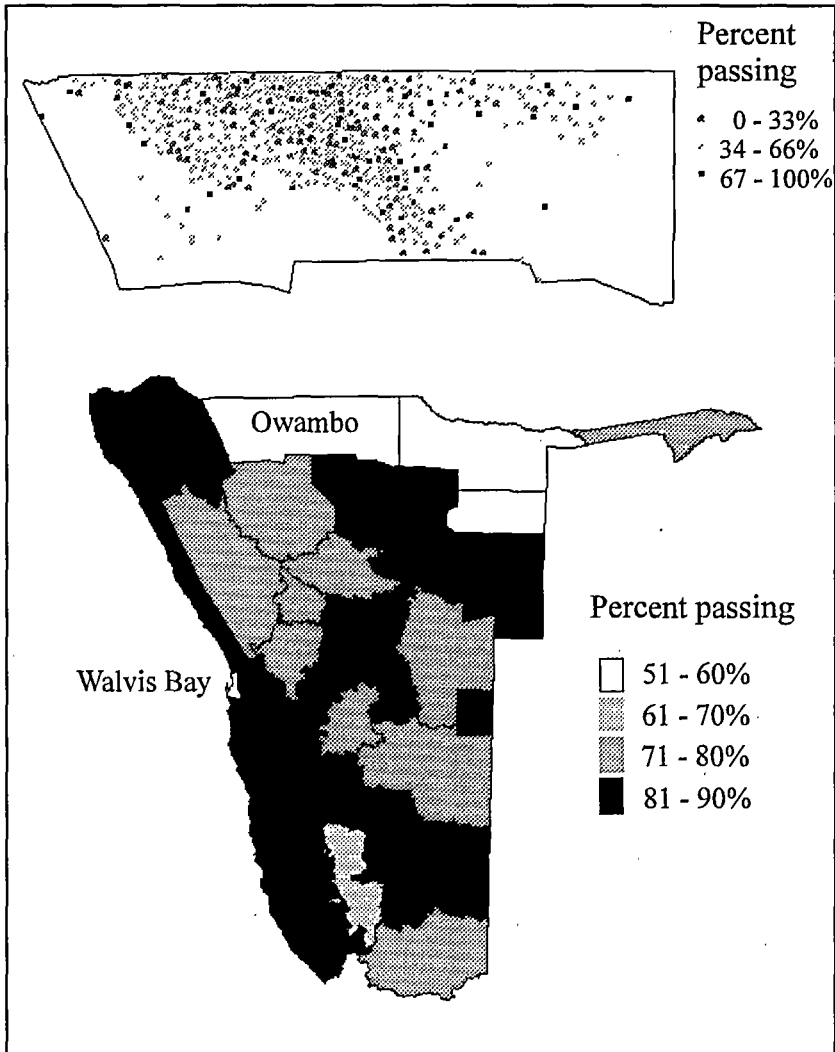 Percent
passing
0 - 33%
34 - 66%
67 - 100%
Owambo
Walvis Bay
Percent passing
51 - 60%
61 - 70%
71 - 80%
81 - 90%